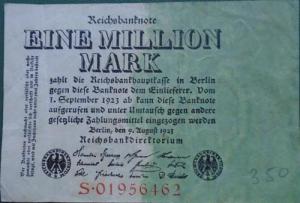 Reichsbanknote
EINE MILLION
MARK
zahlt die Reichsbankhauptkasse in Berlin
gegen diese Banknote dem Einlieferer. Vom
1. September 1923 ab kann diese Banknote
aufgerufen und unter Umtausch gegen andere
gesetzliche Zahlungsmittel eingezogen werden
Berlin, den 9. August 1923
Reichsbankdirektorium
S·01956462
350